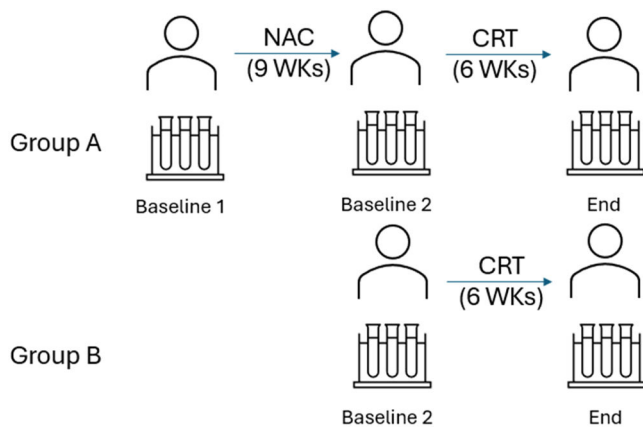 NAC
(9 WKs)
CRT
(6 WKs)
Group A
Baseline 1
Baseline 2
End
CRT
(6 WKs)
Group B
Baseline 2
End